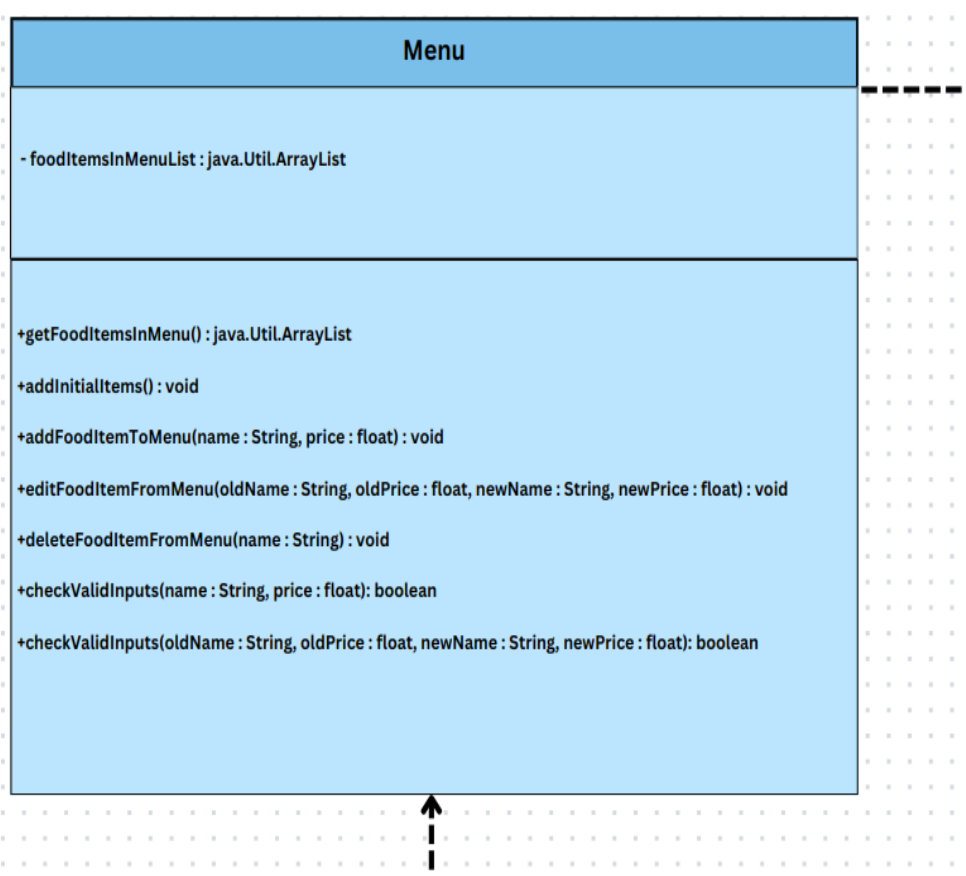 Menu
- foodItemsInMenuList : java.Util.ArrayList
+getFoodItemsInMenu() : java.Util.ArrayList
+addInitialItems() : void
+addFoodItemToMenu(name : String, price : float) : void
+editFoodItemFromMenu(oldName : String, oldPrice : float, newName : String, newPrice : float) : void
+deleteFoodItemFromMenu(name : String) : void
+checkValidInputs(name : String, price : float): boolean
+checkValidInputs(oldName : String, oldPrice : float, newName : String, newPrice : float): boolean